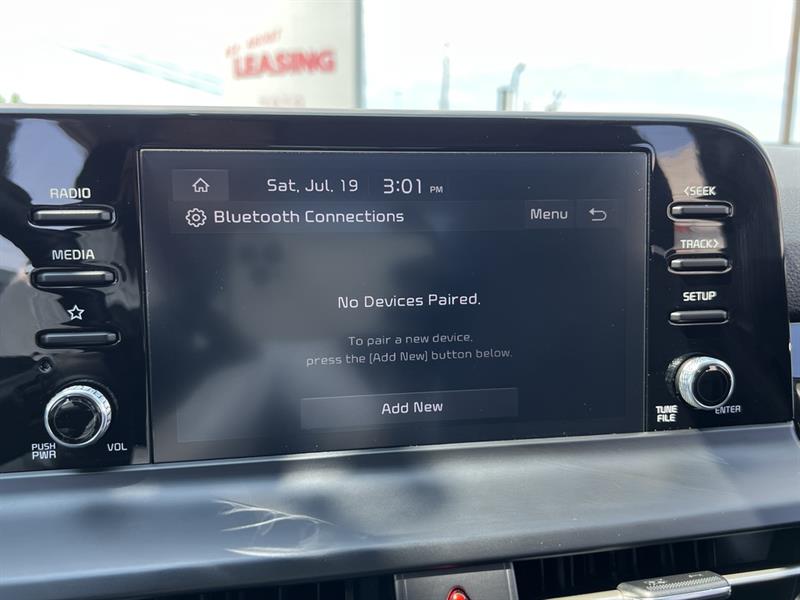 LEASING
RADIO
MEDIA
PUSH
PWR
VOL
Sat, Jul. 19 3:01 PM
Bluetooth Connections
Menu
No Devices Paired.
To pair a new device,
press the [Add New] button below.
Add New
<SEEK
TRACK>
SETUP
TUNE
FILE
ENTER